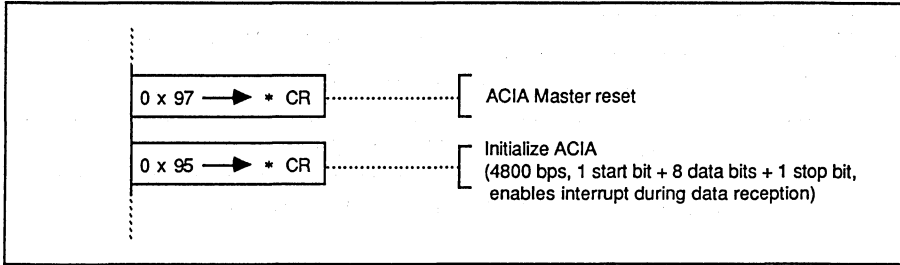 0 x 97 → * CR
ACIA Master reset
0 x 95 → * CR
Initialize ACIA
(4800 bps, 1 start bit + 8 data bits + 1 stop bit,
enables interrupt during data reception)